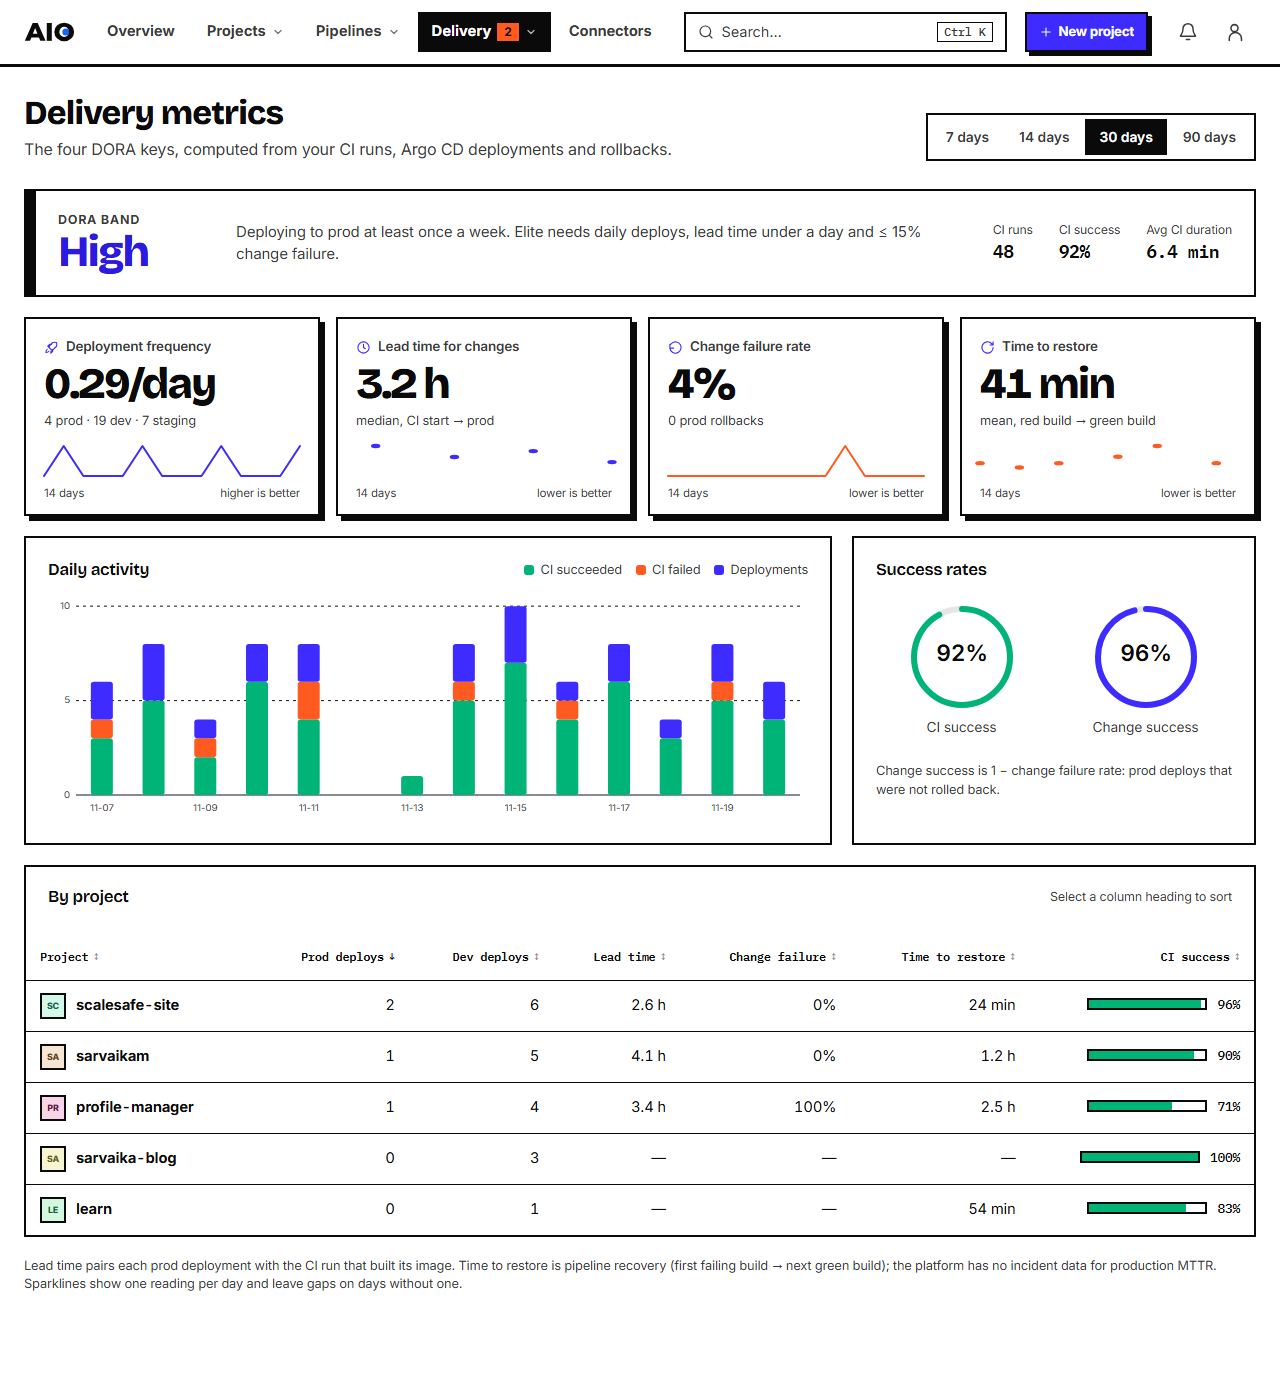 AIO
Overview
Projects
Pipelines
Delivery 2
Connectors
Search...
Ctrl K
+ New project
Delivery metrics
The four DORA keys, computed from your CI runs, Argo CD deployments and rollbacks.
7 days
14 days
30 days
90 days
DORA BAND
High
Deploying to prod at least once a week. Elite needs daily deploys, lead time under a day and ≤ 15%
change failure.
CI runs
48
CI success
92%
Avg CI duration
6.4 min
Deployment frequency
0.29/day
4 prod · 19 dev · 7 staging
14 days
higher is better
Lead time for changes
3.2 h
median, CI start → prod
14 days
lower is better
Change failure rate
4%
0 prod rollbacks
14 days
lower is better
Time to restore
41 min
mean, red build → green build
14 days
lower is better
Daily activity
CI succeeded
CI failed
Deployments
10
5
0
11-07
11-09
11-11
11-13
11-15
11-17
11-19
Success rates
92%
CI success
96%
Change success
Change success is 1 − change failure rate: prod deploys that
were not rolled back.
By project
Select a column heading to sort
Project ↕ Prod deploys ↓ Dev deploys ↕ Lead time ↕ Change failure ↕ Time to restore ↕ CI success ↕
SC scalesafe-site 2 6 2.6 h 0% 24 min 96%
SA sarvaikam 1 5 4.1 h 0% 1.2 h 90%
PR profile-manager 1 4 3.4 h 100% 2.5 h 71%
SA sarvaika-blog 0 3 — — — 100%
LE learn 0 1 — — 54 min 83%
Lead time pairs each prod deployment with the CI run that built its image. Time to restore is pipeline recovery (first failing build → next green build); the platform has no incident data for production MTTR.
Sparklines show one reading per day and leave gaps on days without one.